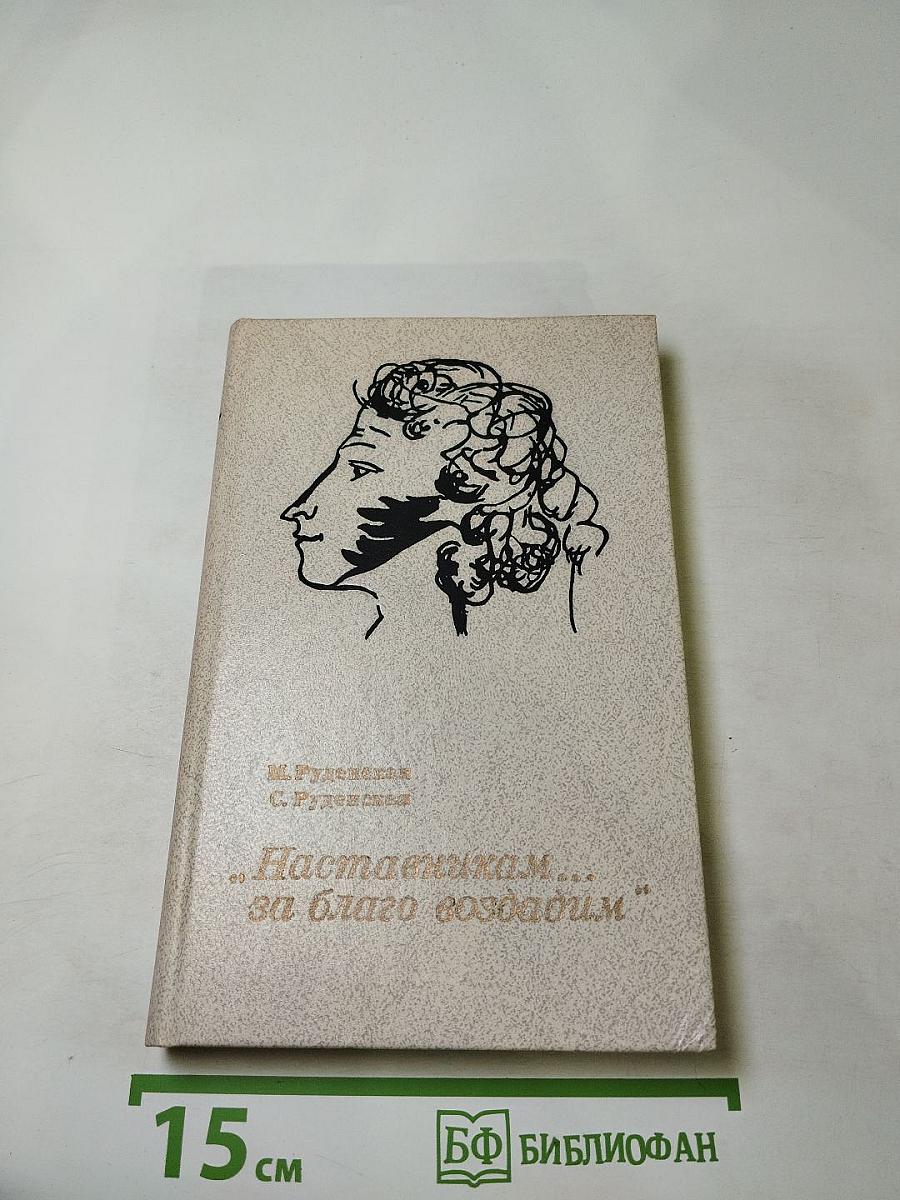 М. Руденская
С. Руденская
„Наставникам...
за благо воздадим“
15 см
БФ БИБЛИОФАН